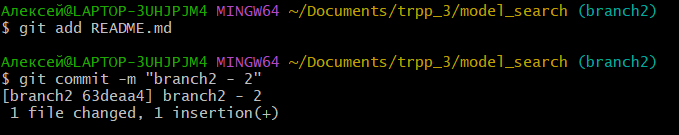 Алексей@LAPTOP-3UHJPJM4 MINGW64 ~/Documents/trpp_3/model_search (branch2)
$ git add README.md
Алексей@LAPTOP-3UHJPJM4 MINGW64 ~/Documents/trpp_3/model_search (branch2)
$ git commit -m "branch2 - 2"
[branch2 63deaa4] branch2 - 2
1 file changed, 1 insertion(+)